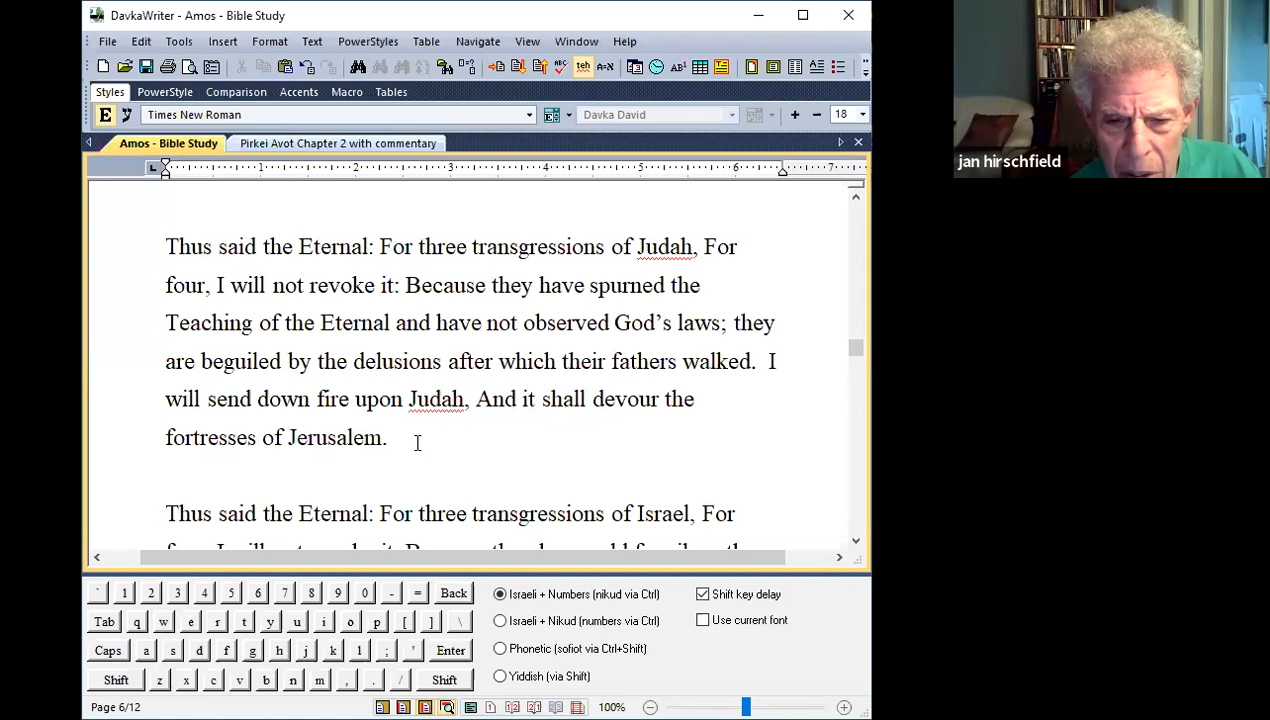 DavkaWriter - Amos - Bible Study
File Edit Tools Insert Format Text PowerStyles Table Navigate View Window Help
Styles PowerStyle Comparison Accents Macro Tables
E Times New Roman Davka David 18
Amos - Bible Study Pirkei Avot Chapter 2 with commentary
1 2 3 4 5 6 7
Thus said the Eternal: For three transgressions of Judah, For
four, I will not revoke it: Because they have spurned the
Teaching of the Eternal and have not observed God's laws; they
are beguiled by the delusions after which their fathers walked. I
will send down fire upon Judah, And it shall devour the
fortresses of Jerusalem.
Thus said the Eternal: For three transgressions of Israel, For
` 1 2 3 4 5 6 7 8 9 0 - = Back
Tab q w e r t y u i o p [ ] \
Caps a s d f g h j k l ; ' Enter
Shift z x c v b n m , . / Shift
Israeli + Numbers (nikud via Ctrl) Shift key delay
Israeli + Nikud (numbers via Ctrl) Use current font
Phonetic (sofiot via Ctrl+Shift)
Yiddish (via Shift)
Page 6/12 100%
jan hirschfield